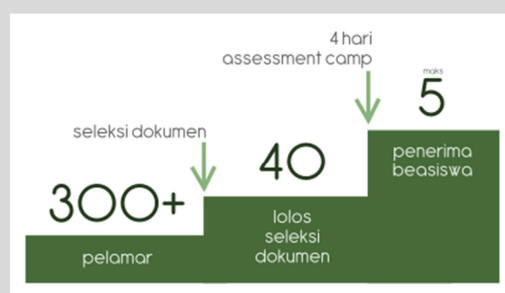 4 hari
assessment camp
maks
5
seleksi dokumen
40
penerima
beasiswa
300+
lolos
seleksi
dokumen
pelamar